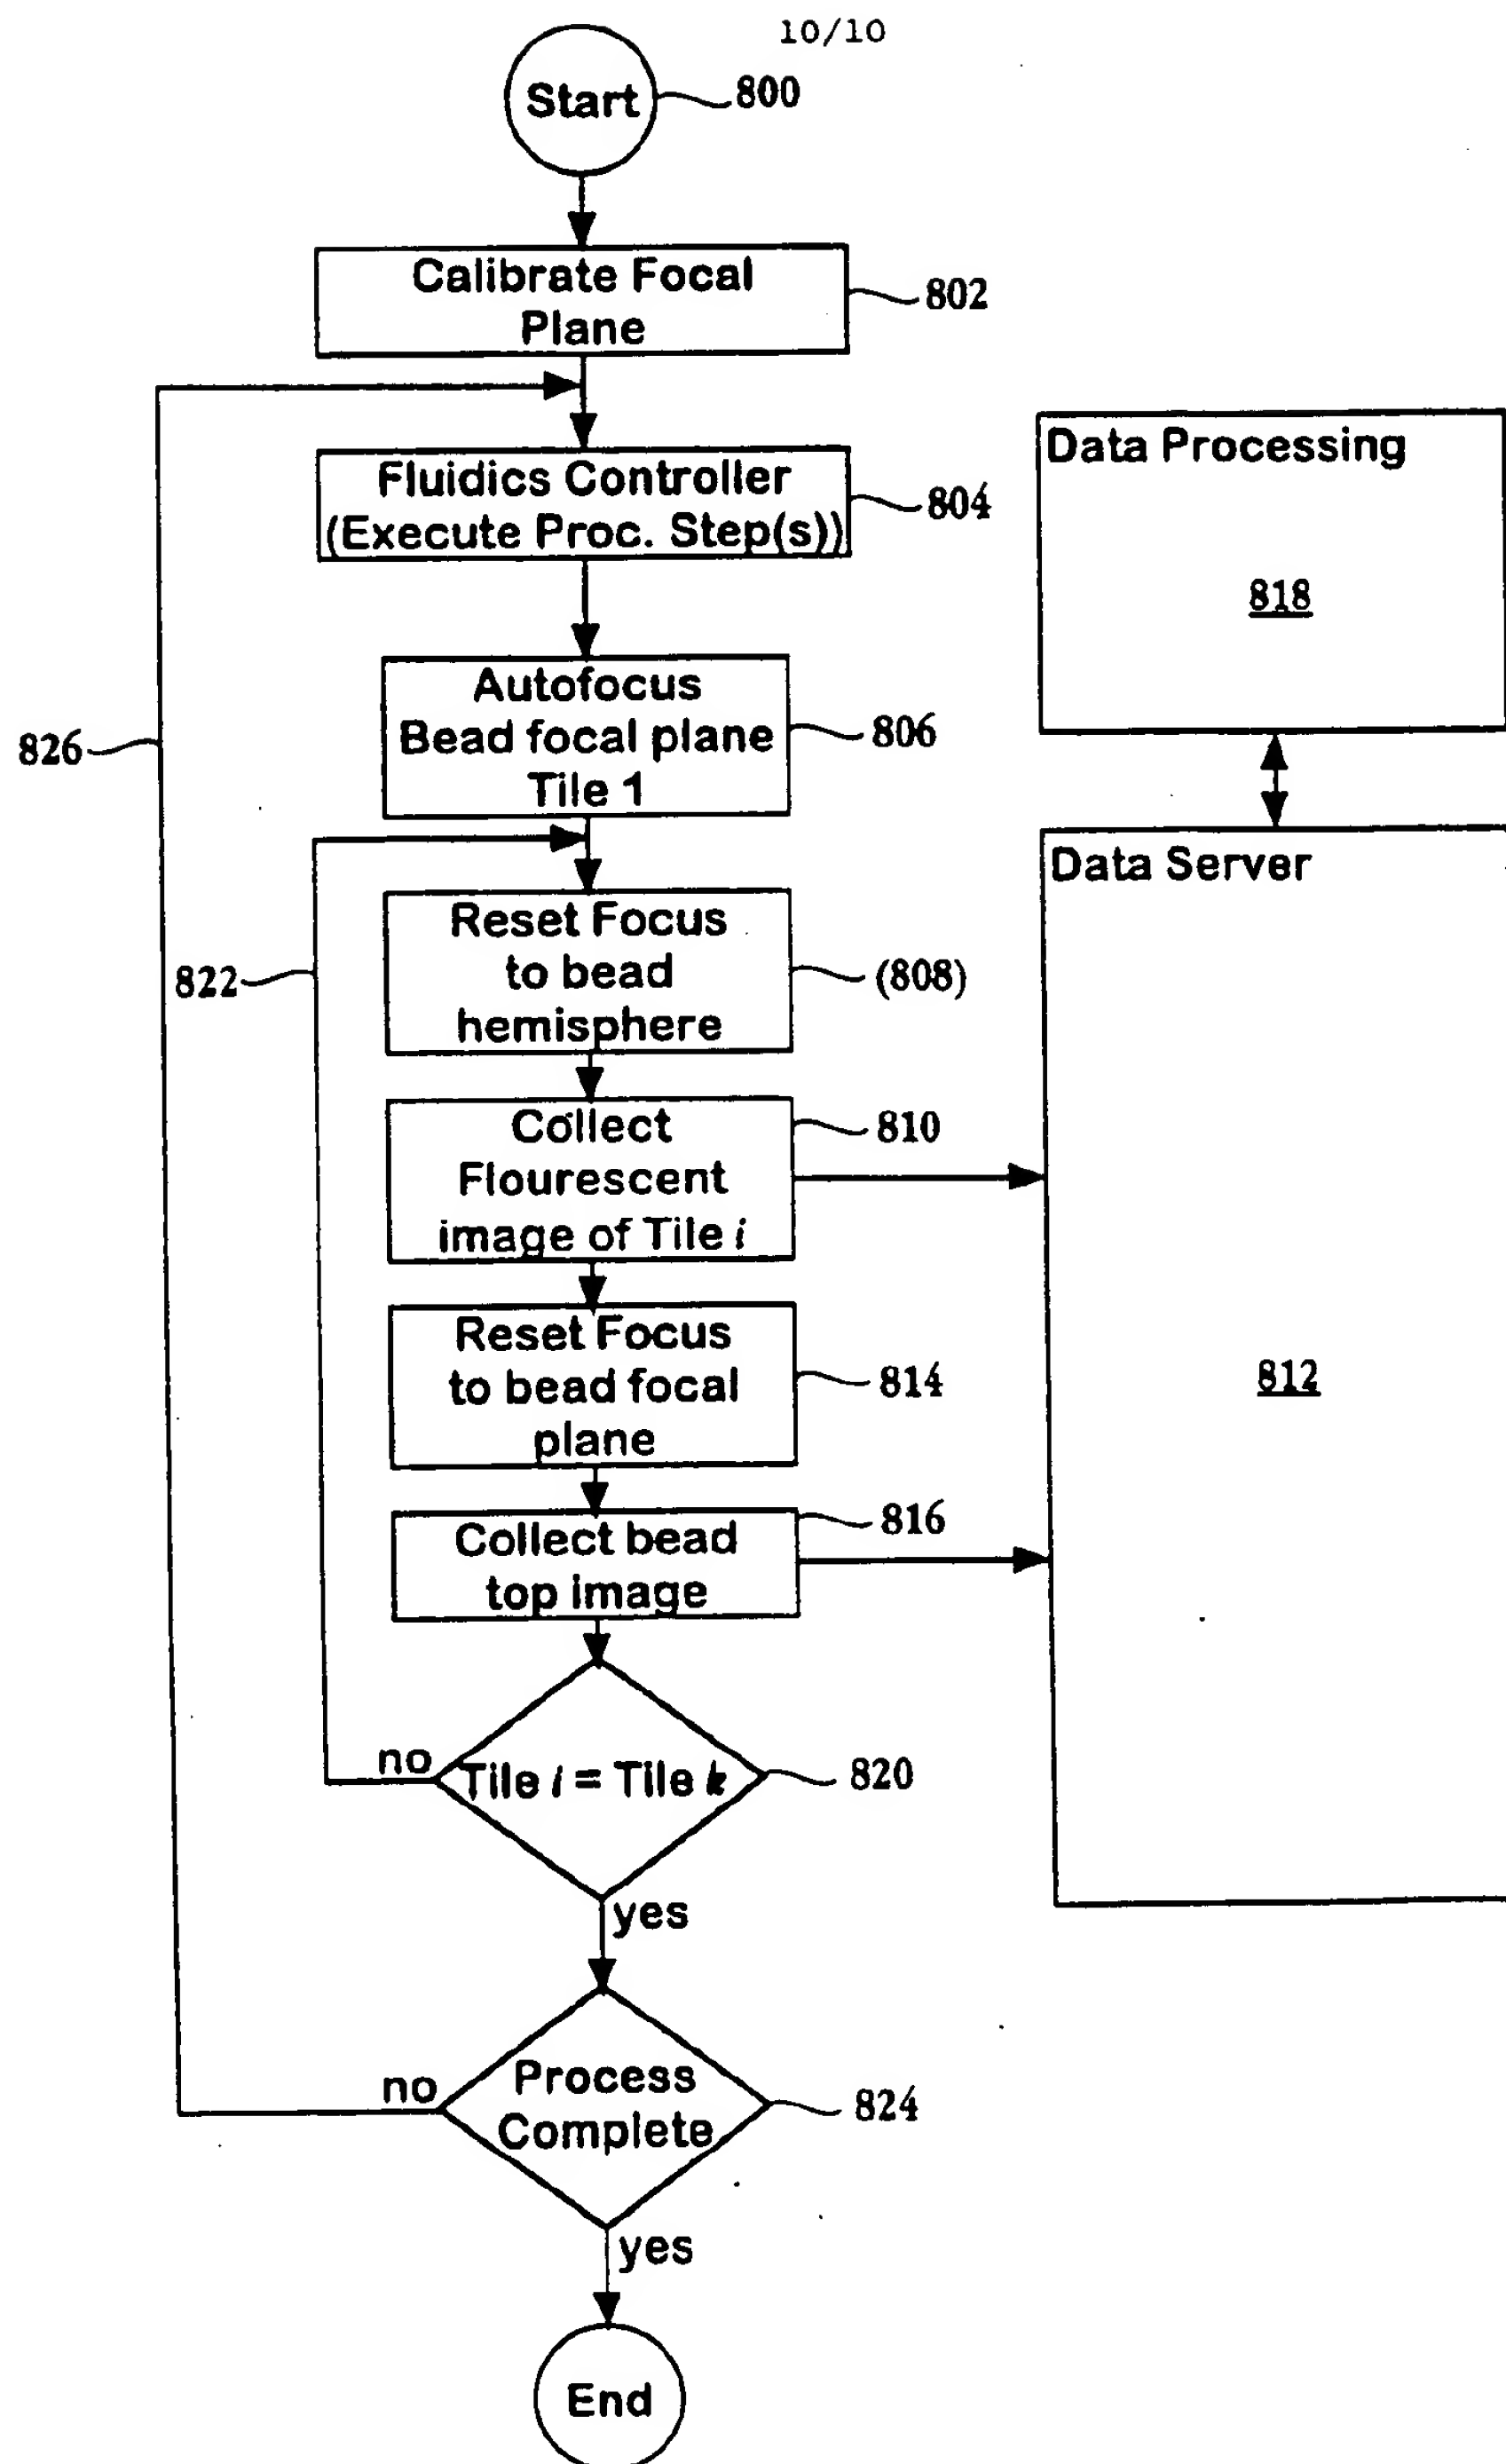 10/10
Start
800
Calibrate Focal
Plane
802
Fluidics Controller
(Execute Proc. Step(s))
804
Data Processing
818
Autofocus
Bead focal plane
Tile 1
806
826
Data Server
812
Reset Focus
to bead
hemisphere
(808)
822
Collect
Flourescent
image of Tile i
810
Reset Focus
to bead focal
plane
814
Collect bead
top image
816
Tile i = Tile k
820
no
yes
Process
Complete
824
no
yes
End